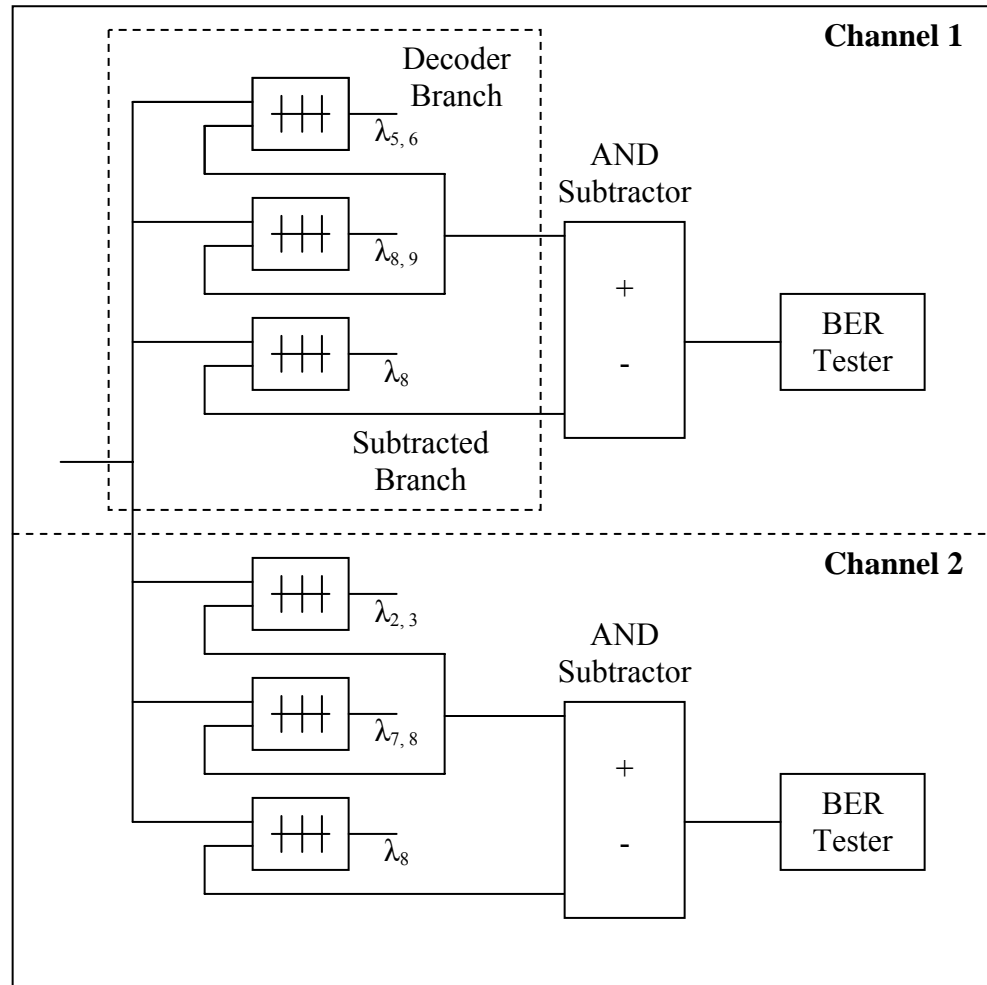 Channel 1
Decoder
Branch
λ5, 6
AND
Subtractor
λ8, 9
+
BER
Tester
-
λ8
Subtracted
Branch
Channel 2
λ2, 3
AND
Subtractor
λ7, 8
+
BER
Tester
-
λ8